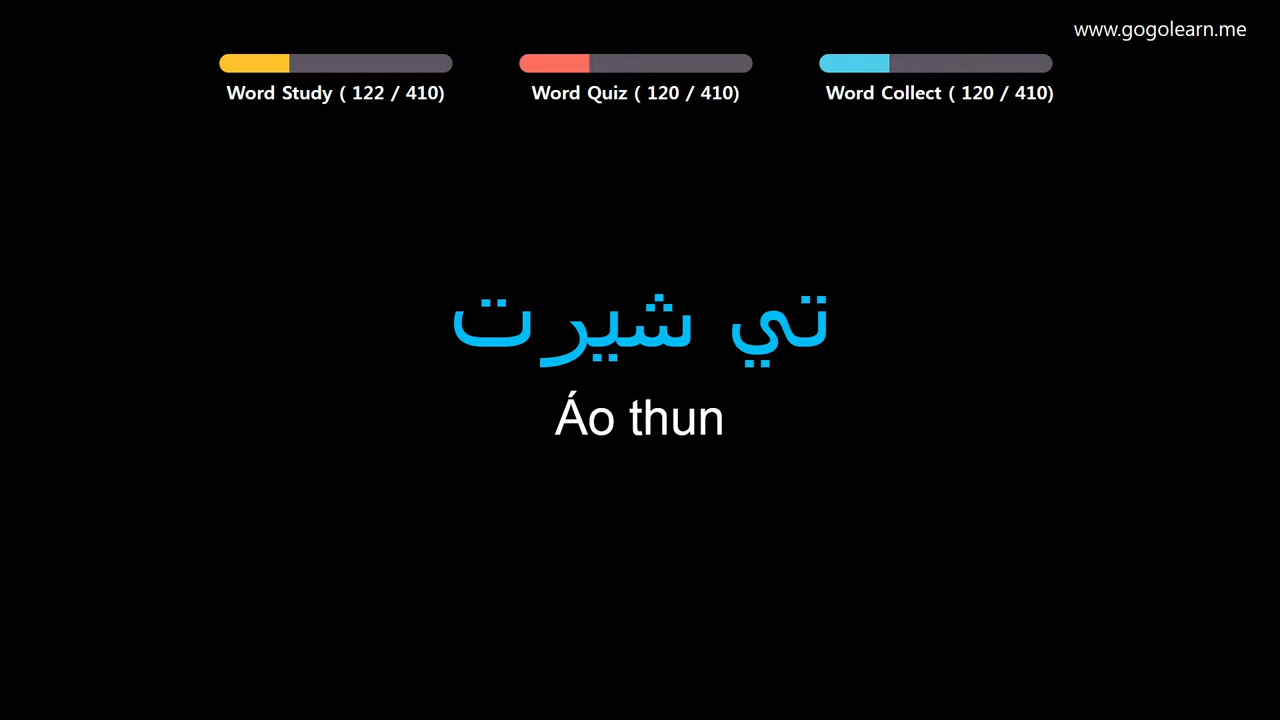 www.gogolearn.me
Word Study ( 122 / 410)
Word Quiz ( 120 / 410)
Word Collect ( 120 / 410)
تي شيرت
Áo thun